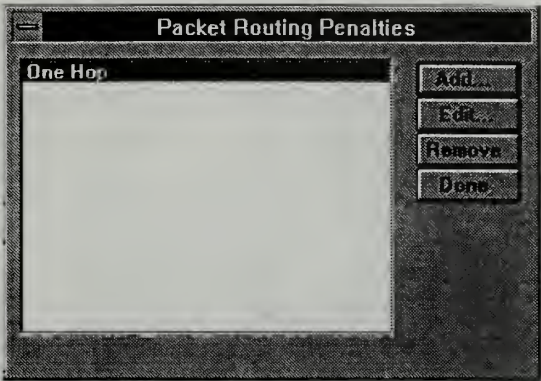 Packet Routing Penalties
One Hop
Add...
Edit...
Remove
Done